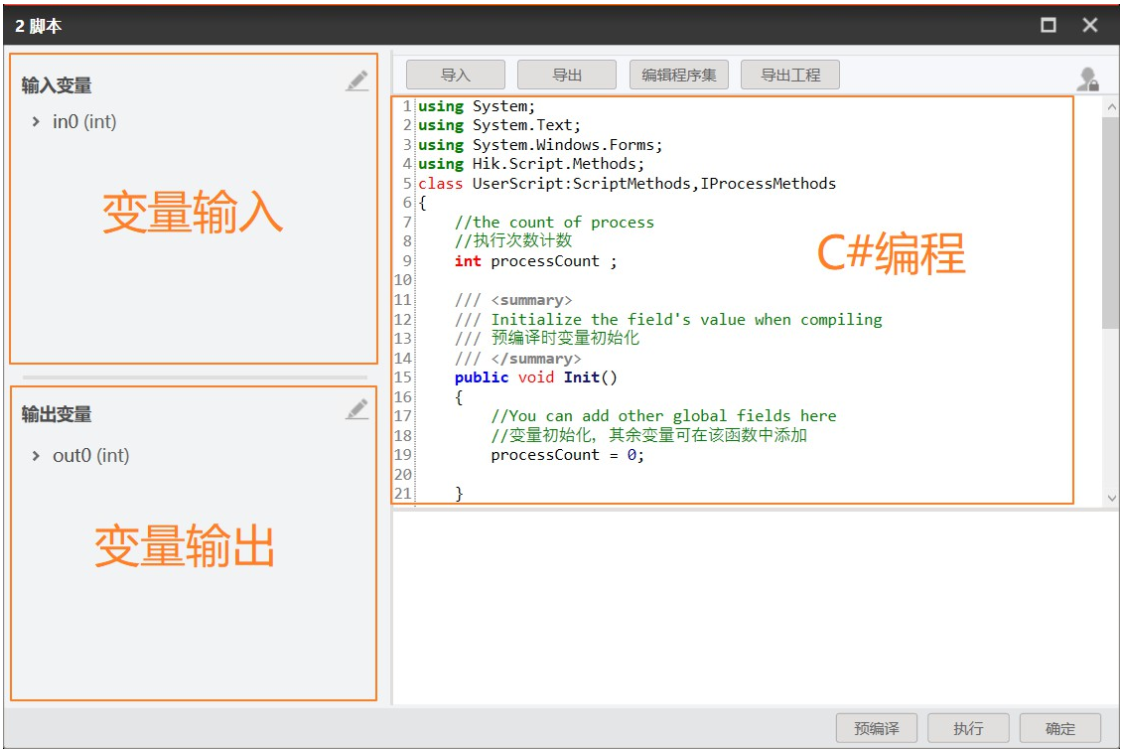 2 脚本
输入变量
in0 (int)
变量输入
输出变量
out0 (int)
变量输出
导入 导出 编辑程序集 导出工程
1 using System;
2 using System.Text;
3 using System.Windows.Forms;
4 using Hik.Script.Methods;
5 class UserScript:ScriptMethods,IProcessMethods
6 {
7 //the count of process
8 //执行次数计数
9 int processCount ;
10
11 /// <summary>
12 /// Initialize the field's value when compiling
13 /// 预编译时变量初始化
14 /// </summary>
15 public void Init()
16 {
17 //You can add other global fields here
18 //变量初始化, 其余变量可在该函数中添加
19 processCount = 0;
20
21 }
C#编程
预编译 执行 确定